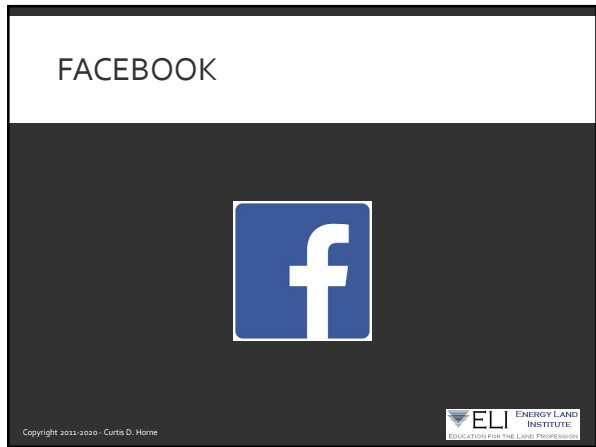 FACEBOOK
f
Copyright 2011-2020 - Curtis D. Horne
ELI ENERGY LAND
INSTITUTE
EDUCATION FOR THE LAND PROFESSION